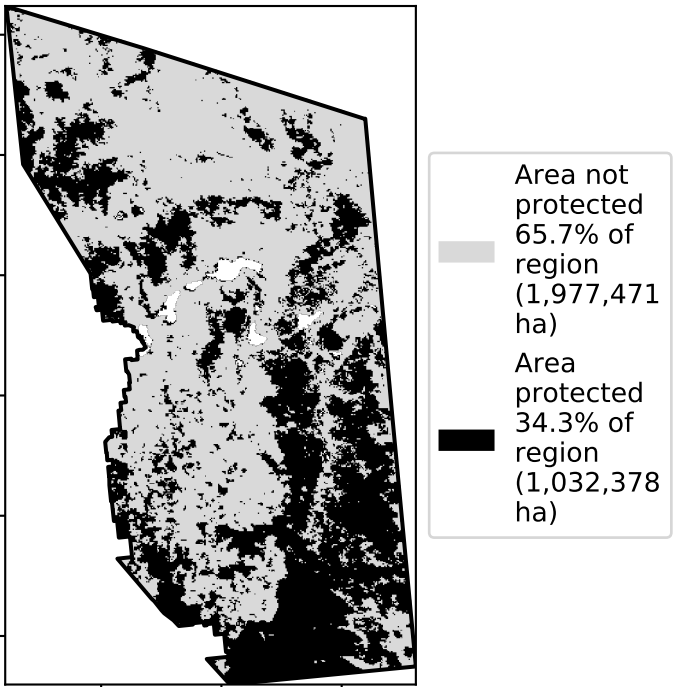 Area not
protected
65.7% of
region
(1,977,471
ha)
Area
protected
34.3% of
region
(1,032,378
ha)